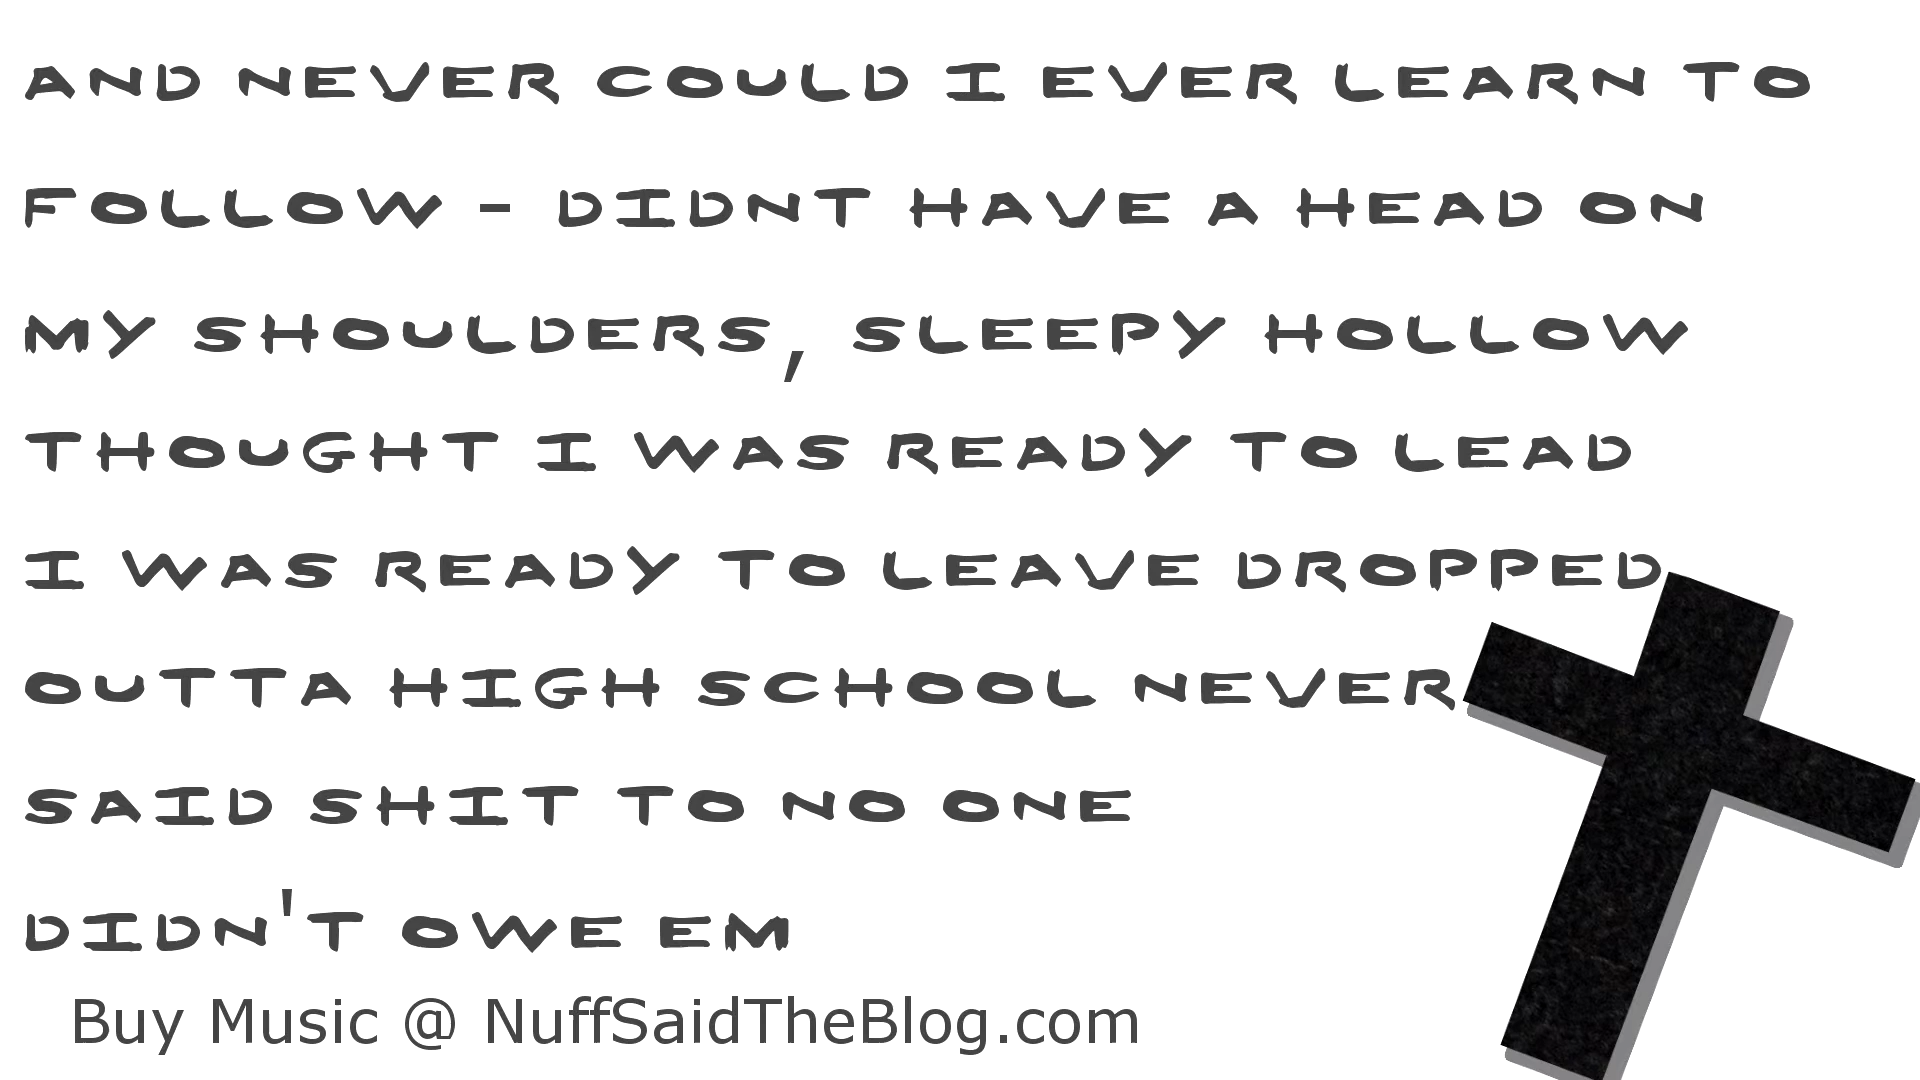 AND NEVER COULD I EVER LEARN TO
FOLLOW - DIDNT HAVE A HEAD ON
MY SHOULDERS, SLEEPY HOLLOW
THOUGHT I WAS READY TO LEAD
I WAS READY TO LEAVE DROPPED
OUTTA HIGH SCHOOL NEVER
SAID SHIT TO NO ONE
DIDN'T OWE EM
Buy Music @ NuffSaidTheBlog.com